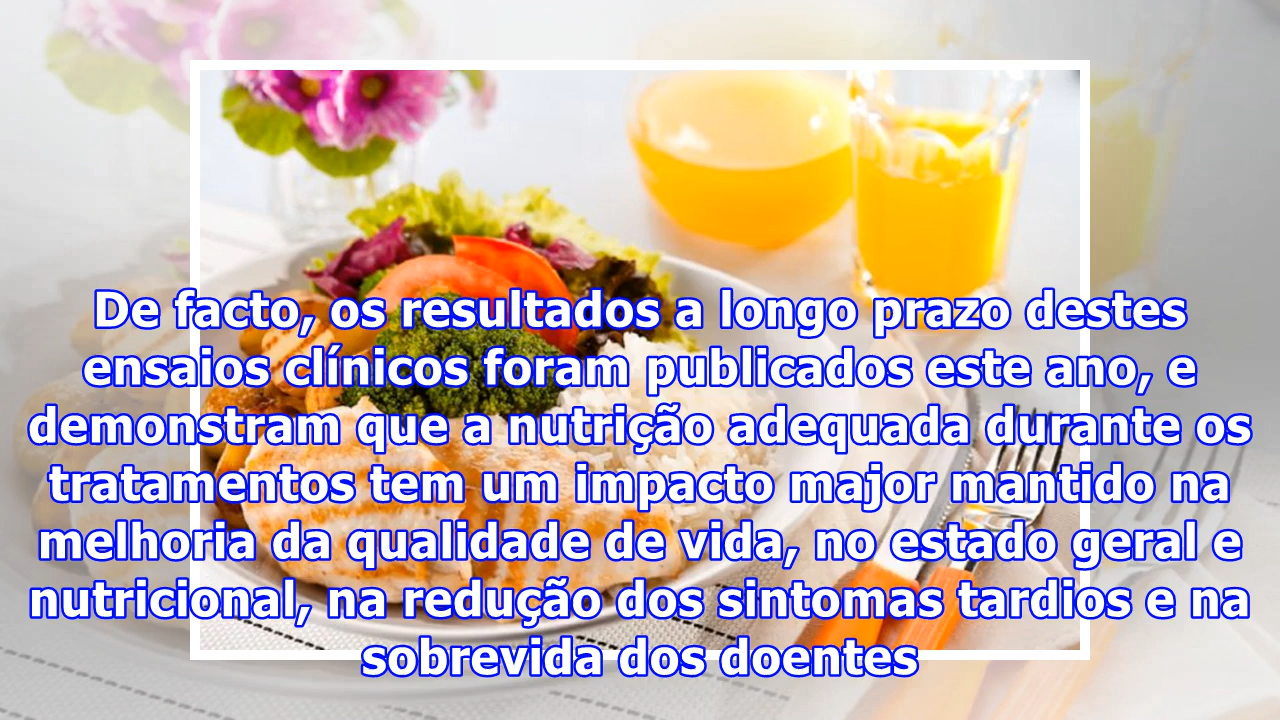 De facto, os resultados a longo prazo destes
ensaios clínicos foram publicados este ano, e
demonstram que a nutrição adequada durante os
tratamentos tem um impacto major mantido na
melhoria da qualidade de vida, no estado geral e
nutricional, na redução dos sintomas tardios e na
sobrevida dos doentes